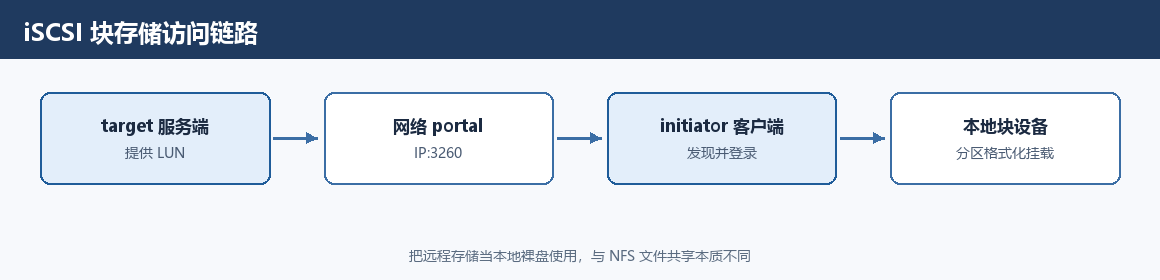 iSCSI 块存储访问链路
target 服务端
提供 LUN
网络 portal
IP:3260
initiator 客户端
发现并登录
本地块设备
分区格式化挂载
把远程存储当本地裸盘使用，与 NFS 文件共享本质不同